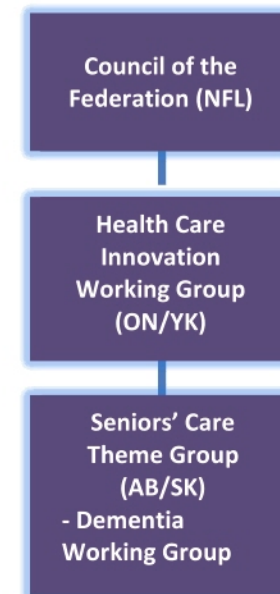 Council of the
Federation (NFL)
Health Care
Innovation
Working Group
(ON/YK)
Seniors’ Care
Theme Group
(AB/SK)
- Dementia
Working Group